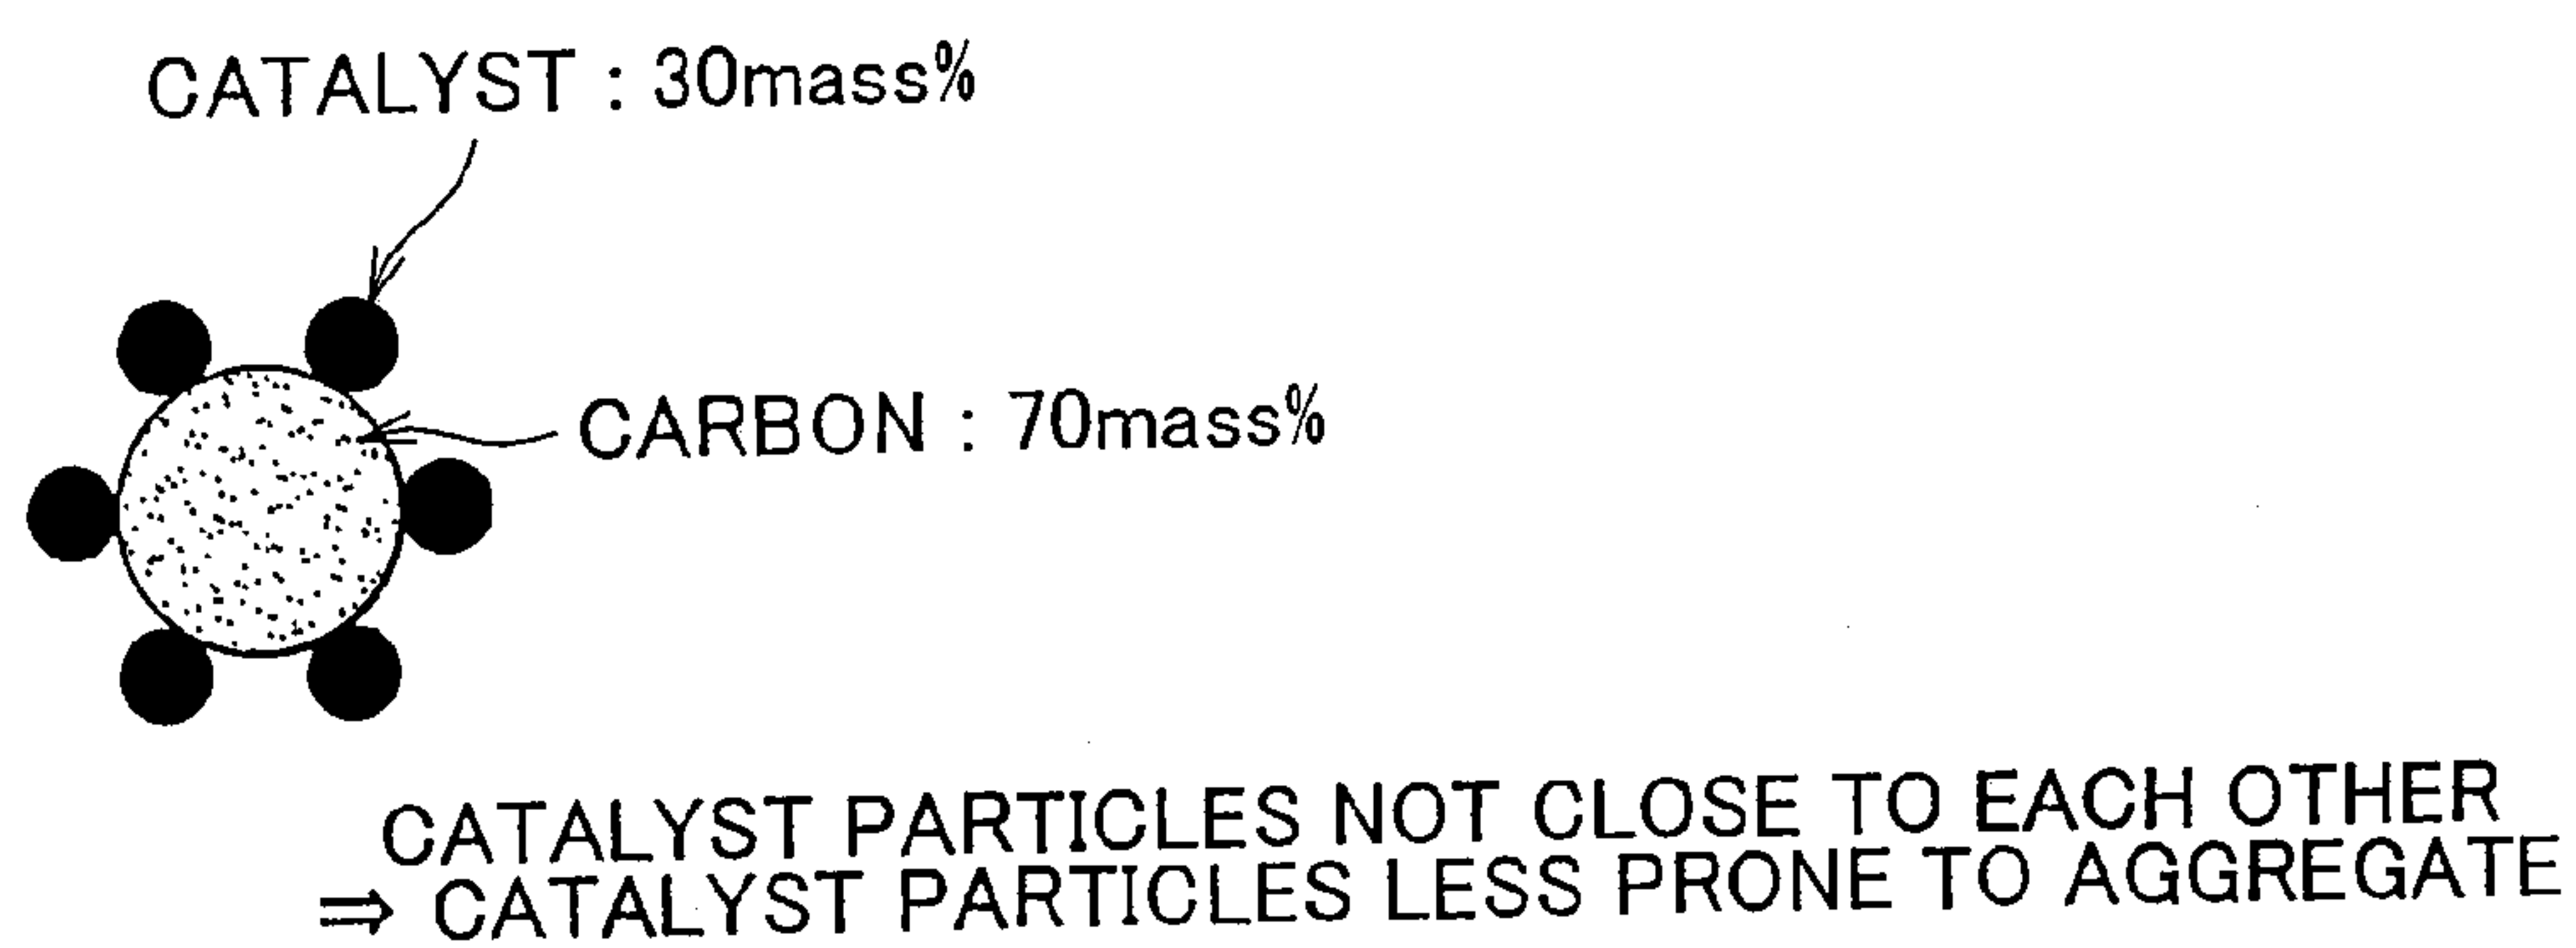 CATALYST : 30mass%
CARBON : 70mass%
CATALYST PARTICLES NOT CLOSE TO EACH OTHER
⇒ CATALYST PARTICLES LESS PRONE TO AGGREGATE